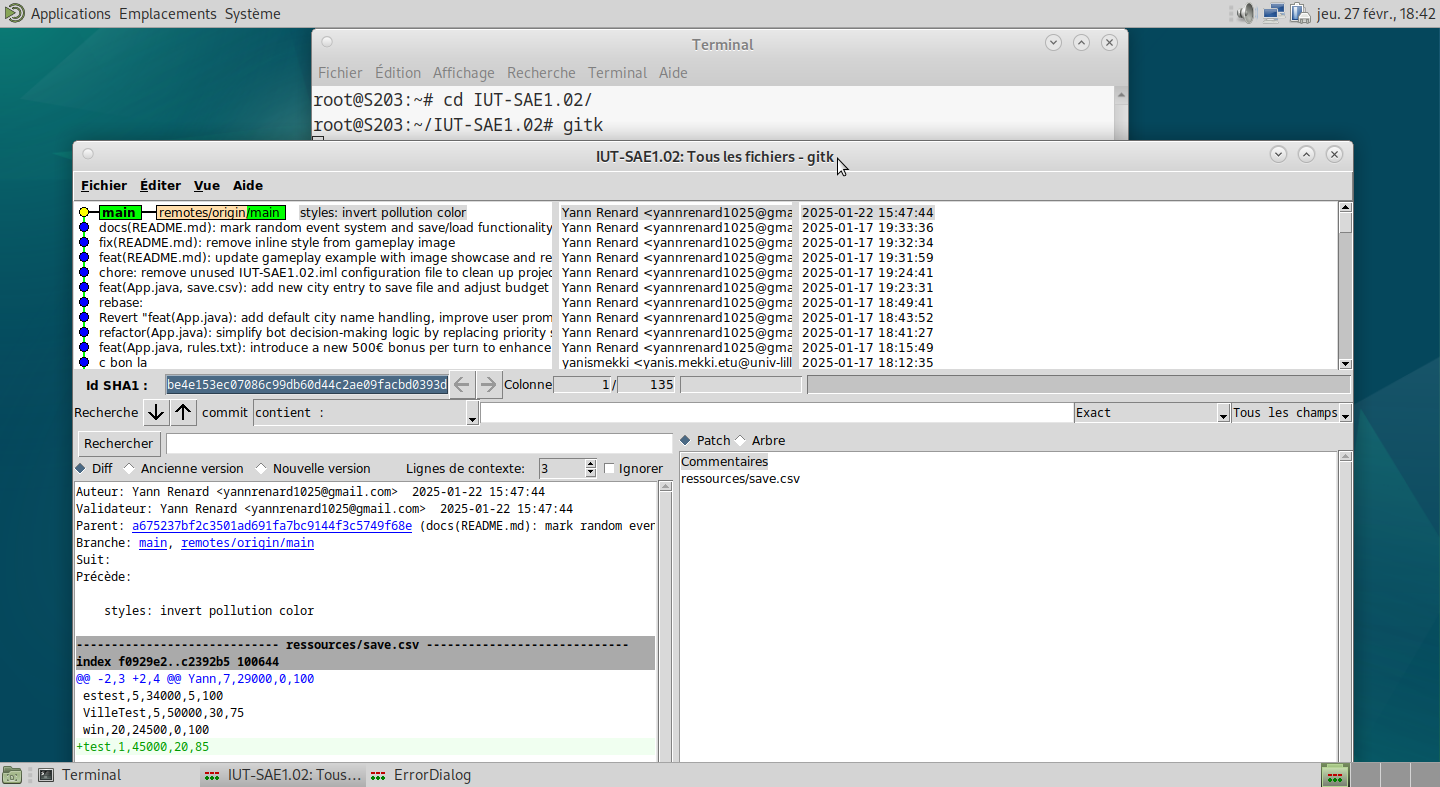 Applications Emplacements Système jeu. 27 févr., 18:42
Terminal
Fichier Édition Affichage Recherche Terminal Aide
root@S203:~# cd IUT-SAE1.02/
root@S203:~/IUT-SAE1.02# gitk
IUT-SAE1.02: Tous les fichiers - gitk
Fichier Éditer Vue Aide
main remotes/origin/main styles: invert pollution color Yann Renard <yannrenard1025@gma 2025-01-22 15:47:44
docs(README.md): mark random event system and save/load functionality Yann Renard <yannrenard1025@gma 2025-01-17 19:33:36
fix(README.md): remove inline style from gameplay image Yann Renard <yannrenard1025@gma 2025-01-17 19:32:34
feat(README.md): update gameplay example with image showcase and re Yann Renard <yannrenard1025@gma 2025-01-17 19:31:59
chore: remove unused IUT-SAE1.02.iml configuration file to clean up projec Yann Renard <yannrenard1025@gma 2025-01-17 19:24:41
feat(App.java, save.csv): add new city entry to save file and adjust budget Yann Renard <yannrenard1025@gma 2025-01-17 19:23:31
rebase: Yann Renard <yannrenard1025@gma 2025-01-17 18:49:41
Revert "feat(App.java): add default city name handling, improve user prom Yann Renard <yannrenard1025@gma 2025-01-17 18:43:52
refactor(App.java): simplify bot decision-making logic by replacing priority s Yann Renard <yannrenard1025@gma 2025-01-17 18:41:27
feat(App.java, rules.txt): introduce a new 500€ bonus per turn to enhance Yann Renard <yannrenard1025@gma 2025-01-17 18:15:49
c bon la yanismekki <yanis.mekki.etu@univ-lill 2025-01-17 18:12:35
Id SHA1 : be4e153ec07086c99db60d44c2ae09facbd0393d Colonne 1/ 135
Recherche commit contient : Exact Tous les champs
Rechercher Patch Arbre
Diff Ancienne version Nouvelle version Lignes de contexte: 3 Ignorer
Commentaires
ressources/save.csv
Auteur: Yann Renard <yannrenard1025@gmail.com> 2025-01-22 15:47:44
Validateur: Yann Renard <yannrenard1025@gmail.com> 2025-01-22 15:47:44
Parent: a675237bf2c3501ad691fa7bc9144f3c5749f68e (docs(README.md): mark random ever
Branche: main, remotes/origin/main
Suit:
Précède:
styles: invert pollution color
----------------------------- ressources/save.csv -----------------------------
index f0929e2..c2392b5 100644
@@ -2,3 +2,4 @@ Yann,7,29000,0,100
estest,5,34000,5,100
VilleTest,5,50000,30,75
win,20,24500,0,100
+test,1,45000,20,85
Terminal IUT-SAE1.02: Tous... ErrorDialog